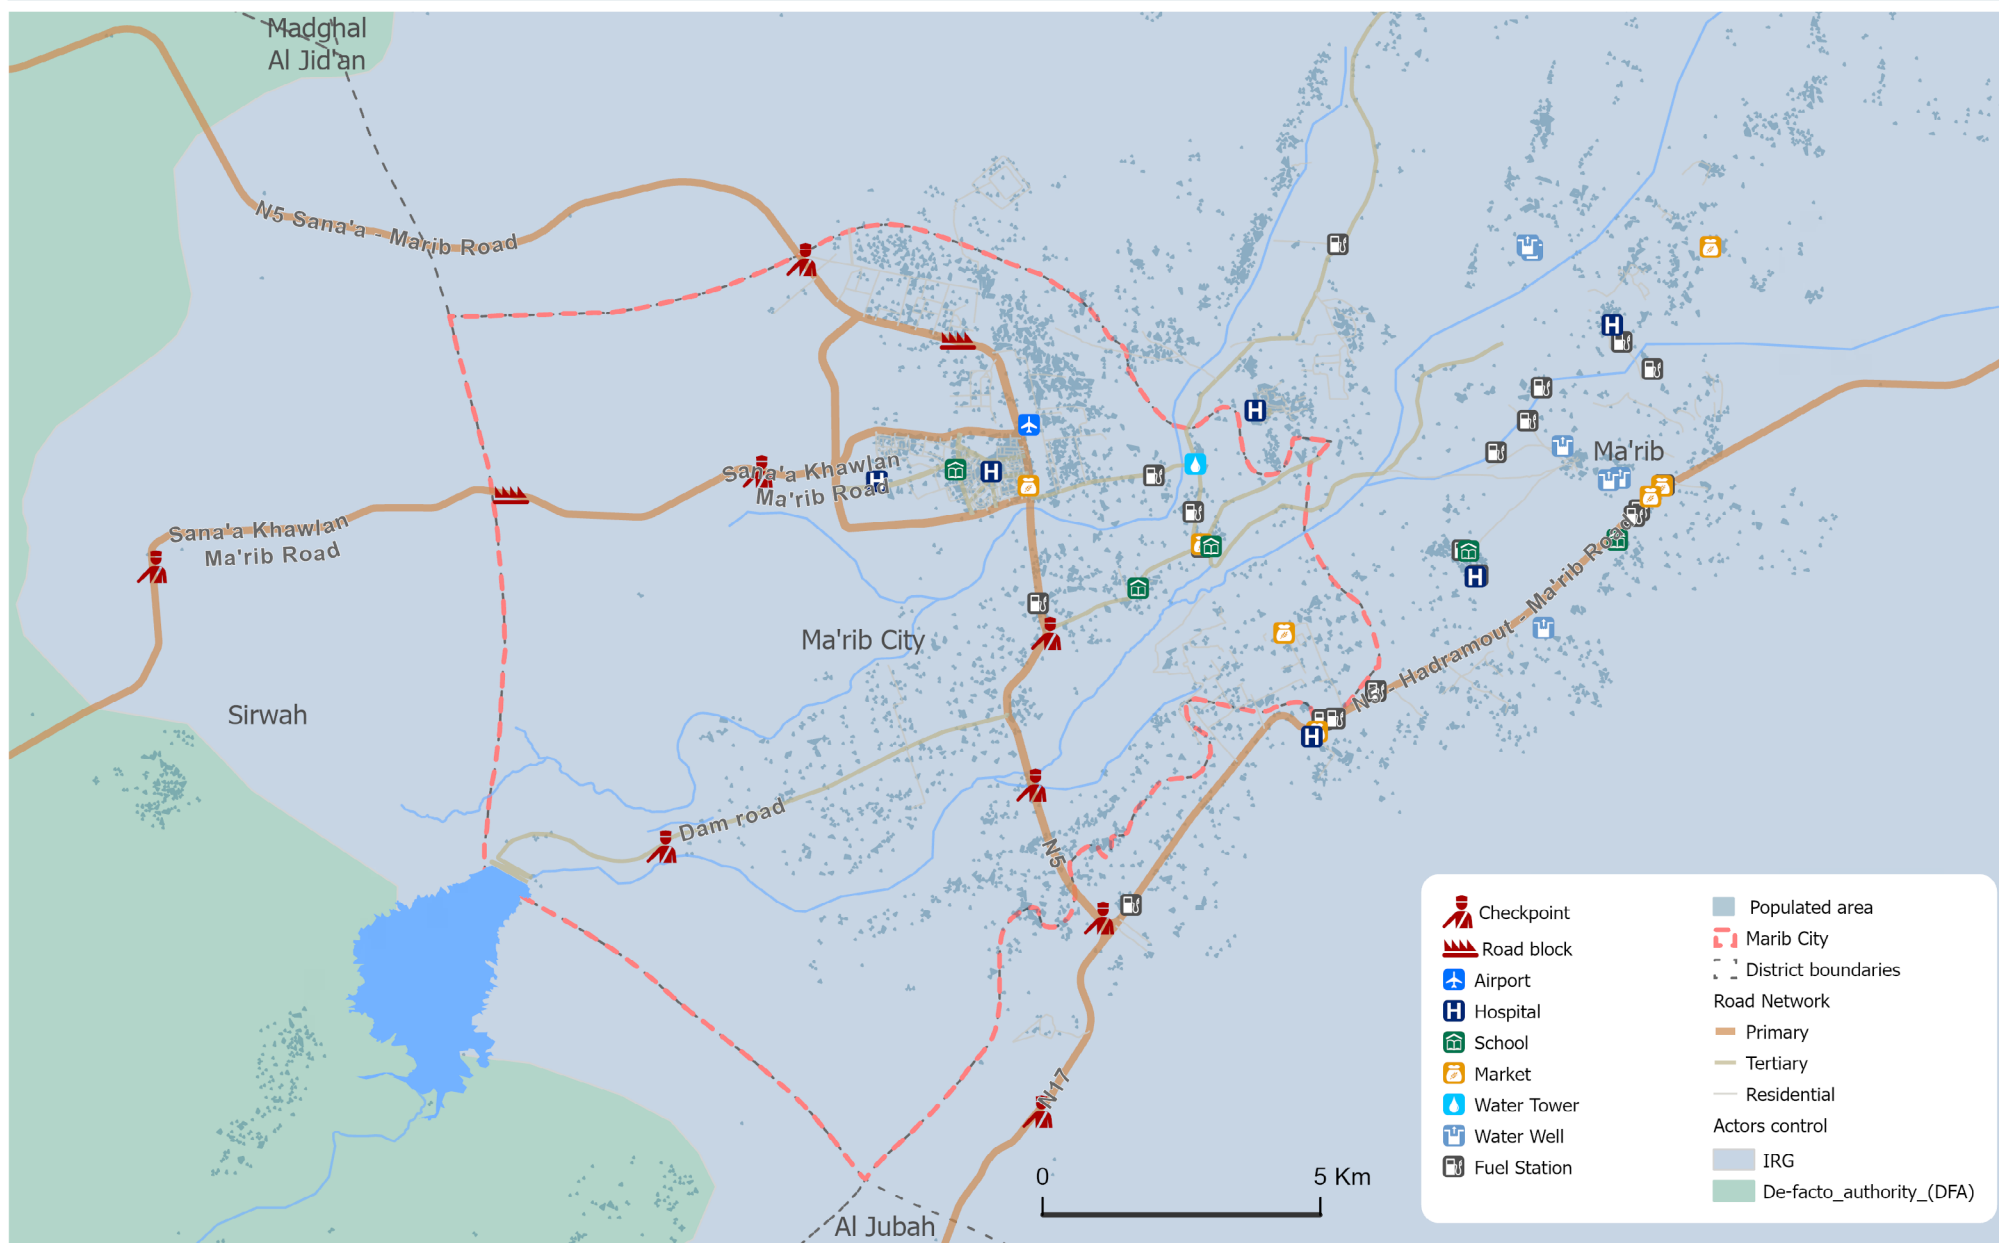 Madghal
Al Jid'an
N5 Sana'a - Marib Road
Sana'a Khawlan
Ma'rib Road
Sana'a Khawlan
Ma'rib Road
Ma'rib
Ma'rib City
Sirwah
N5 - Hadramout - Ma'rib Road
Dam road
N5
N17
Al Jubah
0
5 Km
Checkpoint
Road block
Airport
H Hospital
School
Market
Water Tower
Water Well
Fuel Station
Populated area
Marib City
District boundaries
Road Network
Primary
Tertiary
Residential
Actors control
IRG
De-facto_authority_(DFA)
H
H
H
H
H
H